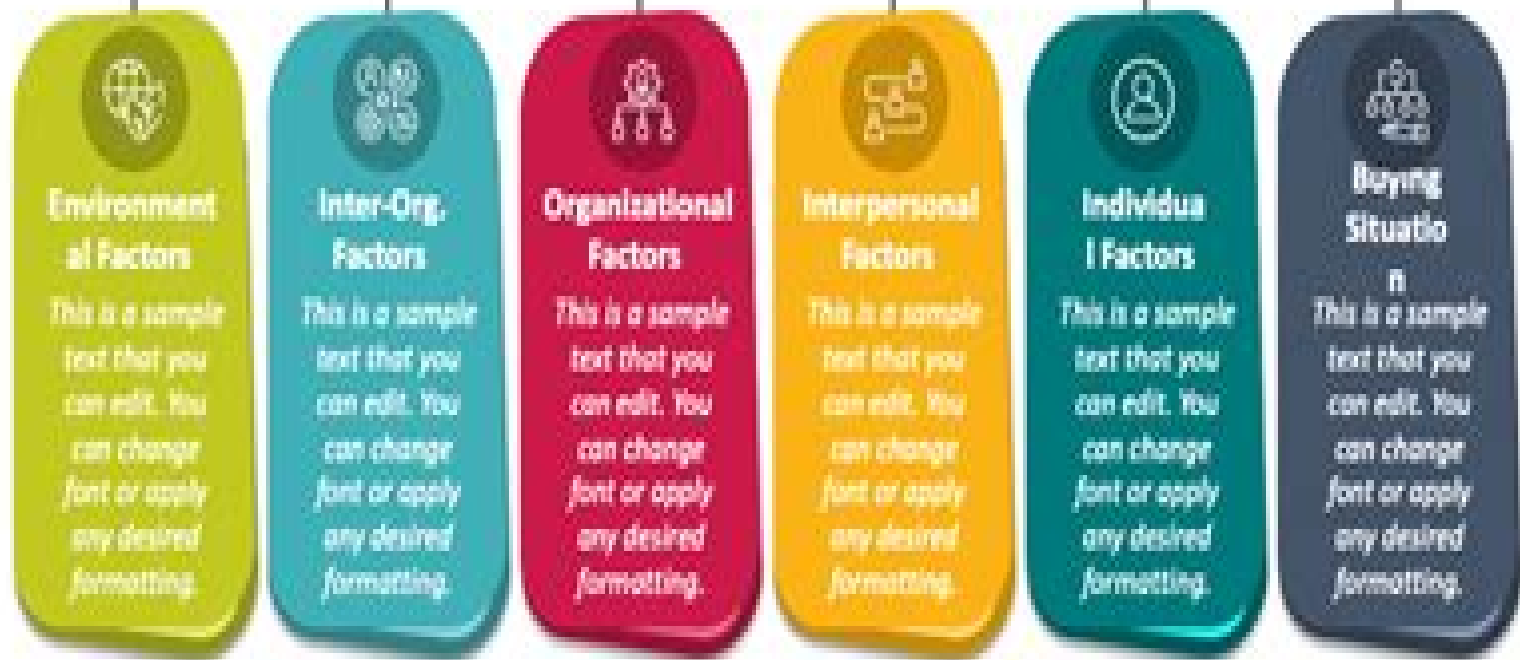 Environment
al Factors
This is a sample
text that you
can edit. You
can change
font or apply
any desired
formatting.
Inter-Org.
Factors
This is a sample
text that you
can edit. You
can change
font or apply
any desired
formatting.
Organizational
Factors
This is a sample
text that you
can edit. You
can change
font or apply
any desired
formatting.
Interpersonal
Factors
This is a sample
text that you
can edit. You
can change
font or apply
any desired
formatting.
Individua
l Factors
This is a sample
text that you
can edit. You
can change
font or apply
any desired
formatting.
Buying
Situatio
n
This is a sample
text that you
can edit. You
can change
font or apply
any desired
formatting.